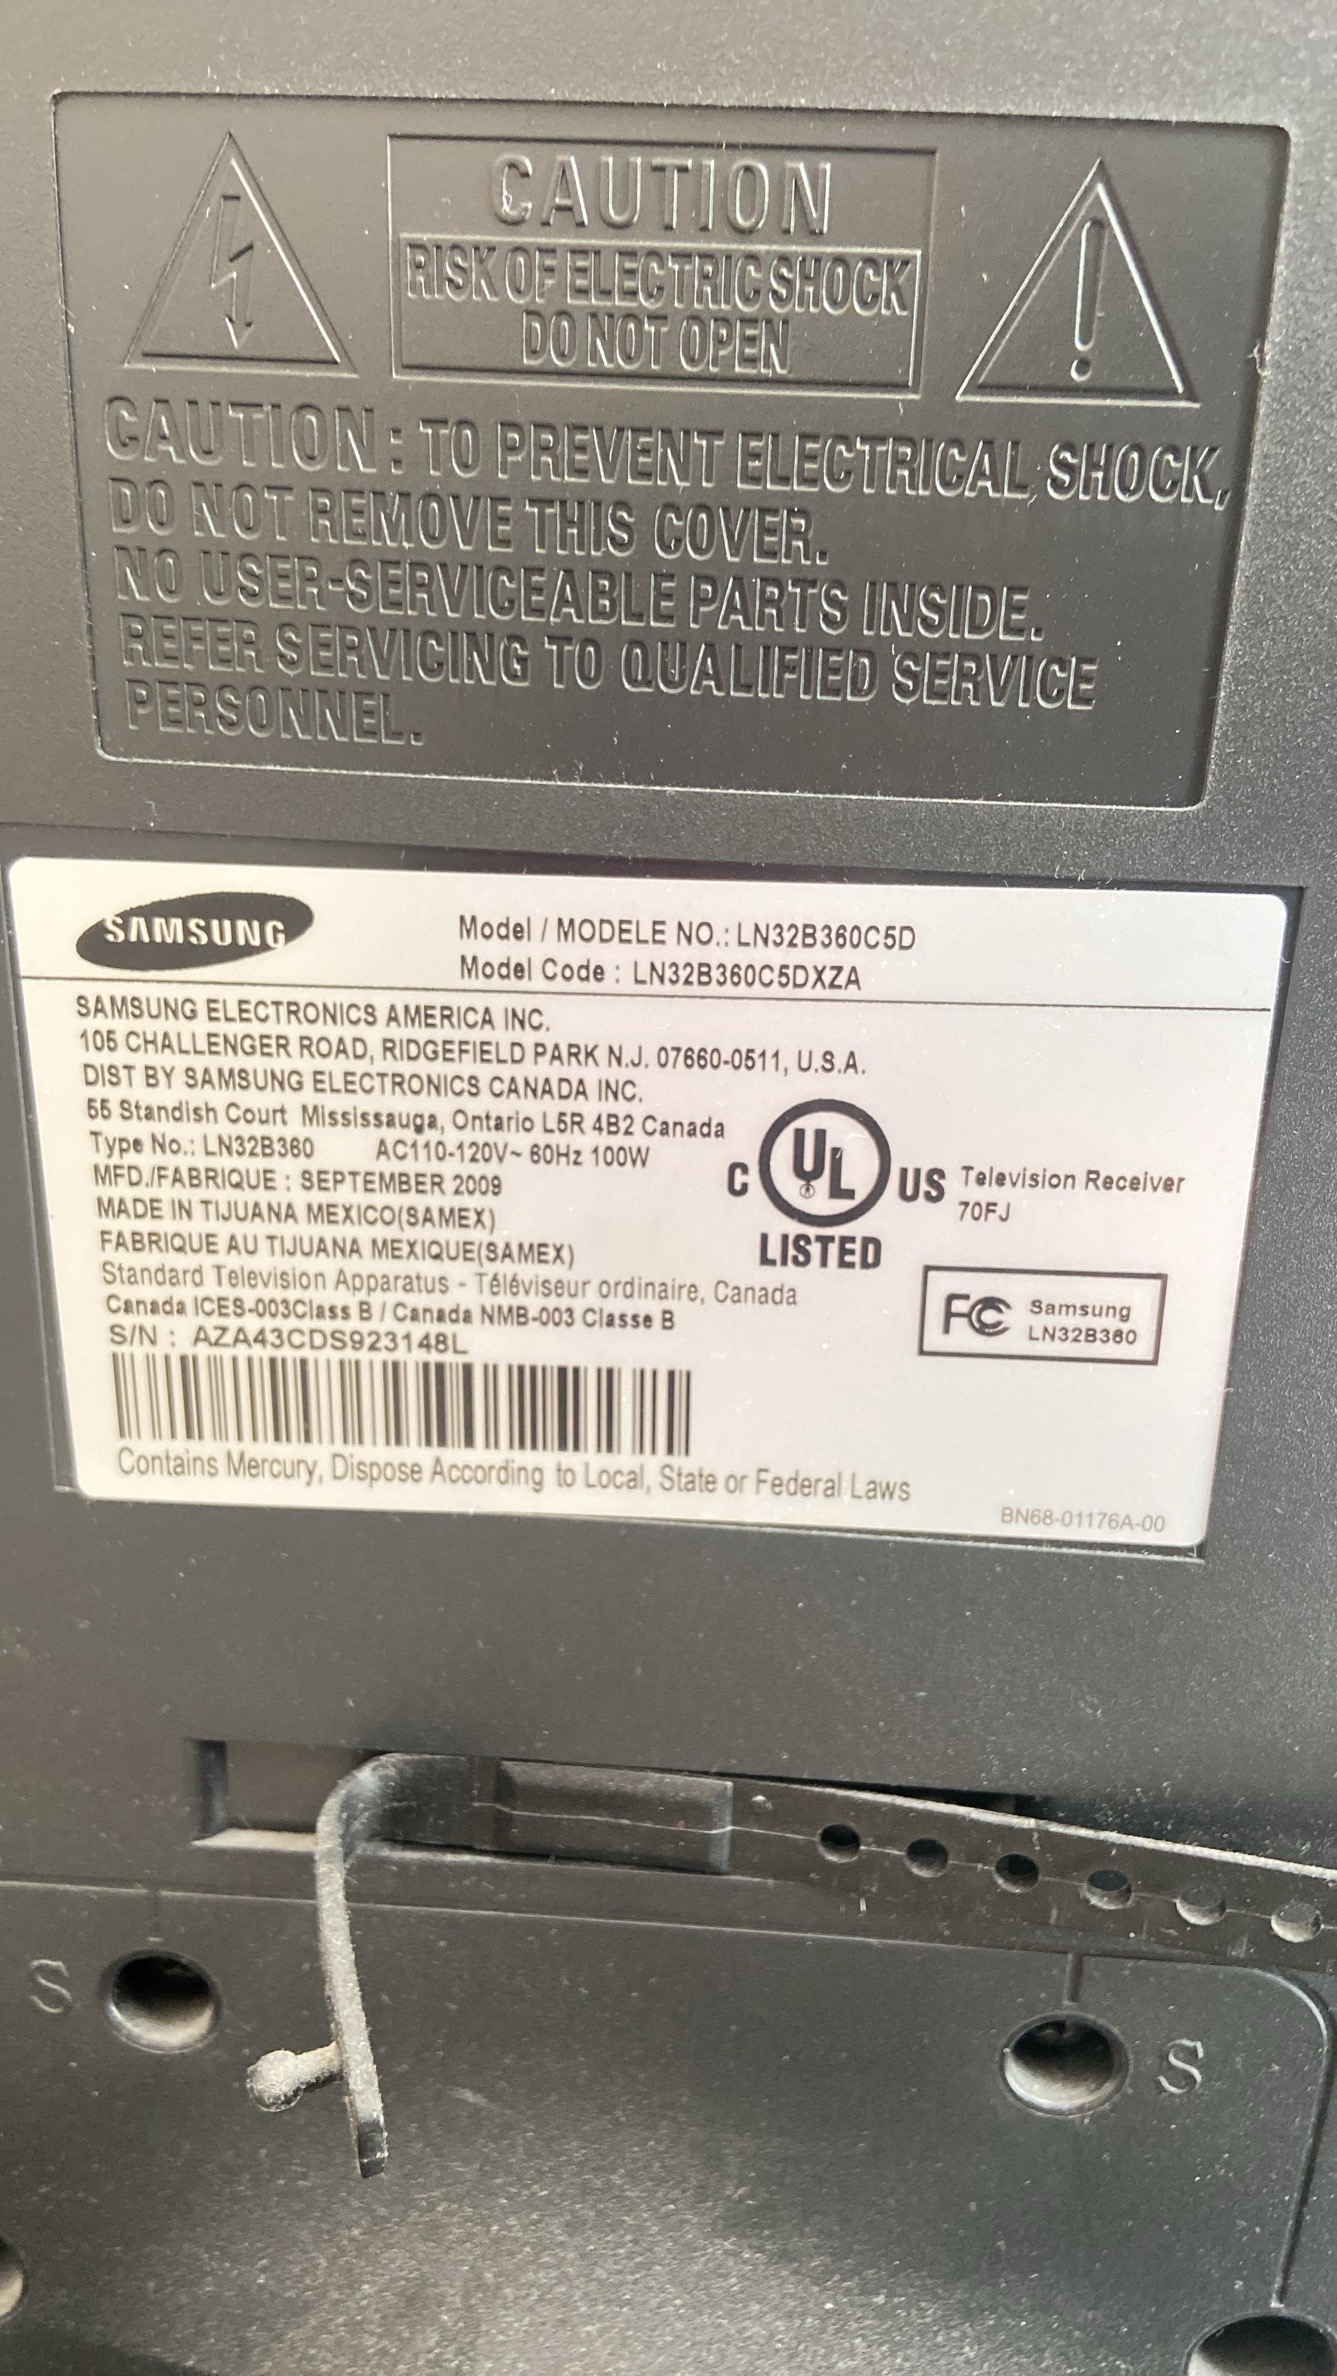 CAUTION
RISK OF ELECTRIC SHOCK
DO NOT OPEN
CAUTION : TO PREVENT ELECTRICAL SHOCK,
DO NOT REMOVE THIS COVER.
NO USER-SERVICEABLE PARTS INSIDE.
REFER SERVICING TO QUALIFIED SERVICE
PERSONNEL.
SAMSUNG
Model / MODELE NO.: LN32B360C5D
Model Code : LN32B360C5DXZA
SAMSUNG ELECTRONICS AMERICA INC.
105 CHALLENGER ROAD, RIDGEFIELD PARK N.J. 07660-0511, U.S.A.
DIST BY SAMSUNG ELECTRONICS CANADA INC.
55 Standish Court Mississauga, Ontario L5R 4B2 Canada
Type No.: LN32B360 AC110-120V~ 60Hz 100W
MFD./FABRIQUE : SEPTEMBER 2009
MADE IN TIJUANA MEXICO(SAMEX)
FABRIQUE AU TIJUANA MEXIQUE(SAMEX)
Standard Television Apparatus - Téléviseur ordinaire, Canada
Canada ICES-003Class B / Canada NMB-003 Classe B
S/N : AZA43CDS923148L
Contains Mercury, Dispose According to Local, State or Federal Laws
C UL US
LISTED
Television Receiver
70FJ
FC Samsung
LN32B360
BN68-01176A-00
S
S